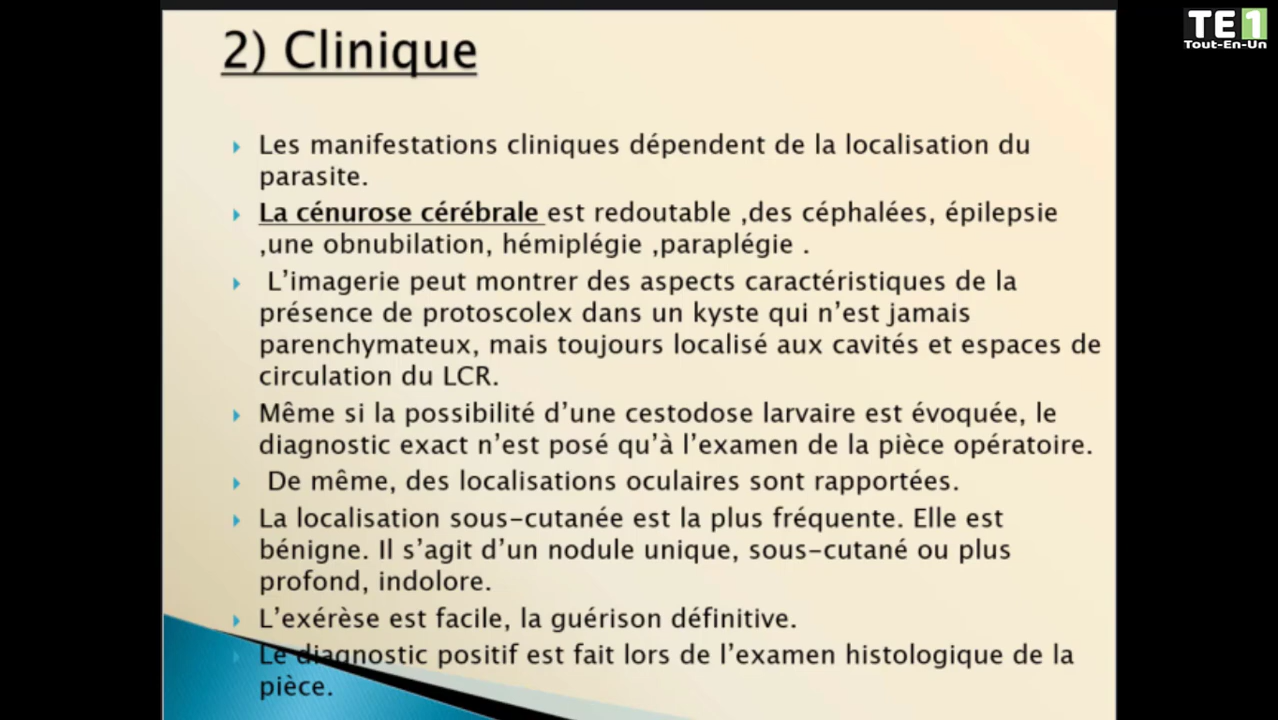 TE1
Tout-En-Un
2) Clinique
Les manifestations cliniques dépendent de la localisation du
parasite.
La cénurose cérébrale est redoutable ,des céphalées, épilepsie
,une obnubilation, hémiplégie ,paraplégie .
L’imagerie peut montrer des aspects caractéristiques de la
présence de protoscolex dans un kyste qui n’est jamais
parenchymateux, mais toujours localisé aux cavités et espaces de
circulation du LCR.
Même si la possibilité d’une cestodose larvaire est évoquée, le
diagnostic exact n’est posé qu’à l’examen de la pièce opératoire.
De même, des localisations oculaires sont rapportées.
La localisation sous-cutanée est la plus fréquente. Elle est
bénigne. Il s’agit d’un nodule unique, sous-cutané ou plus
profond, indolore.
L’exérèse est facile, la guérison définitive.
Le diagnostic positif est fait lors de l’examen histologique de la
pièce.